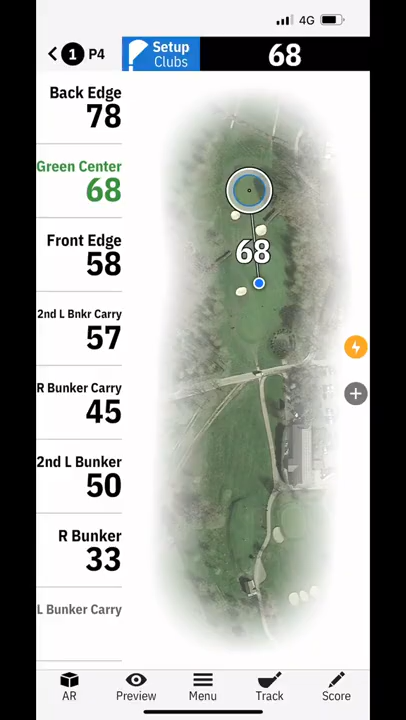 4G
1 P4
Setup
Clubs
68
Back Edge
78
Green Center
68
Front Edge
58
2nd L Bnkr Carry
57
R Bunker Carry
45
2nd L Bunker
50
R Bunker
33
L Bunker Carry
68
AR
Preview
Menu
Track
Score